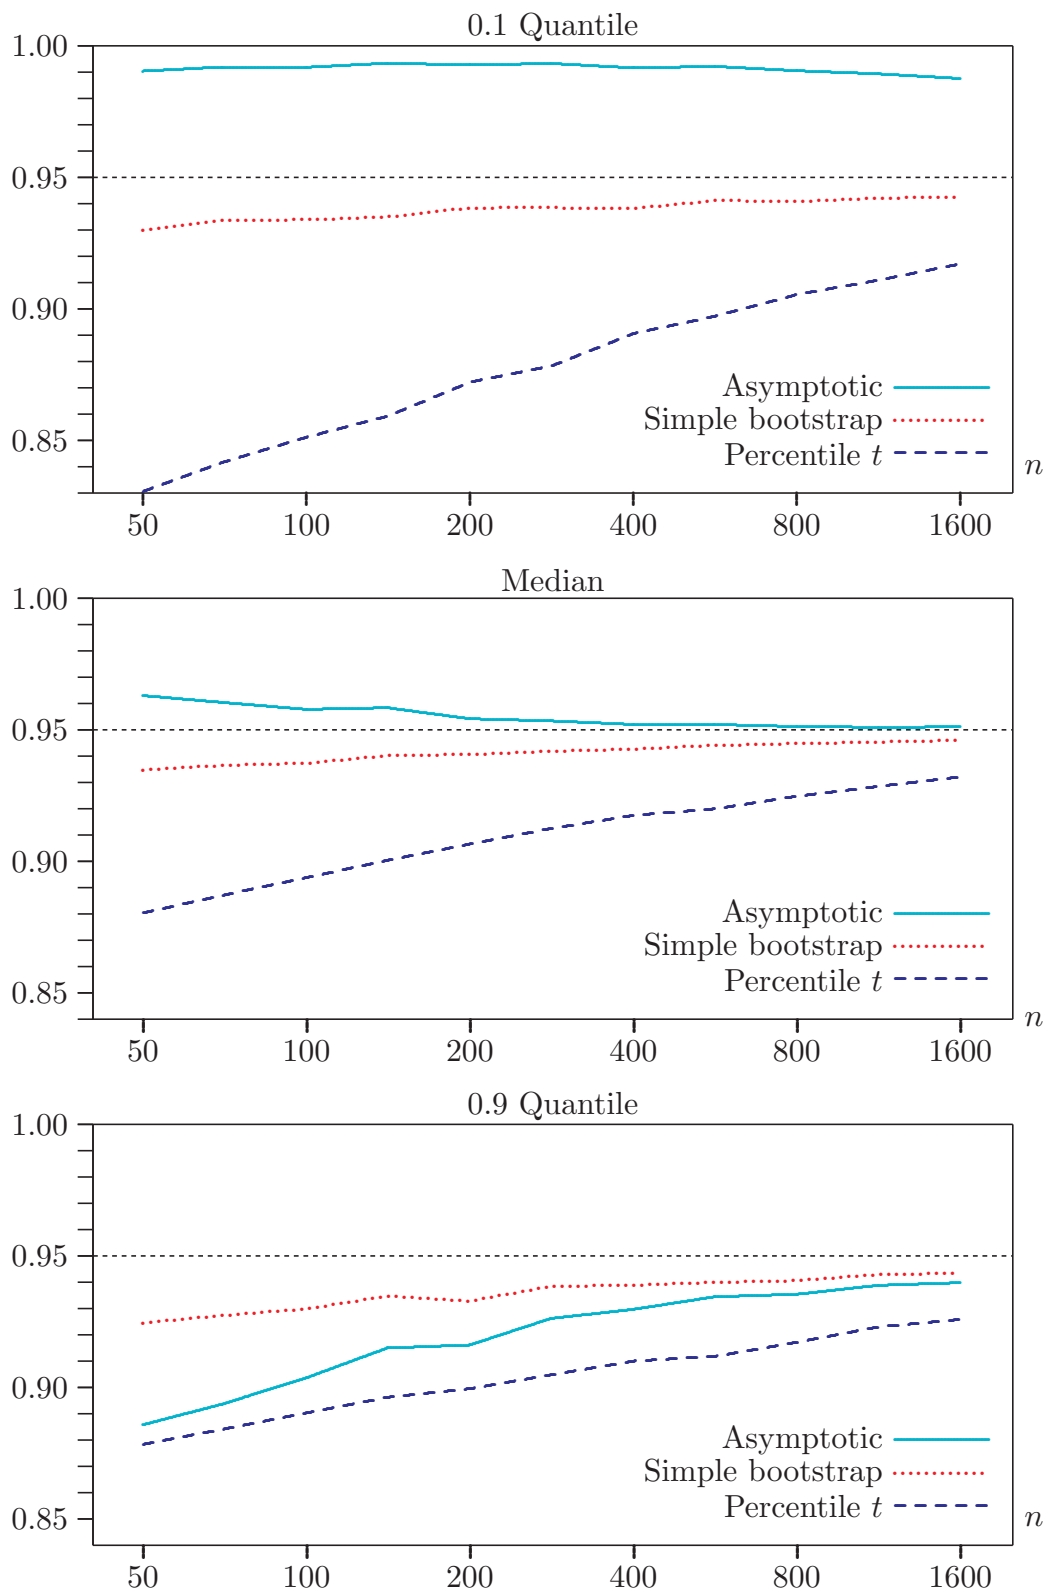 0.1 Quantile
1.00
0.95
0.90
0.85
Asymptotic
Simple bootstrap
Percentile t
n
50 100 200 400 800 1600
Median
1.00
0.95
0.90
0.85
Asymptotic
Simple bootstrap
Percentile t
n
50 100 200 400 800 1600
0.9 Quantile
1.00
0.95
0.90
0.85
Asymptotic
Simple bootstrap
Percentile t
n
50 100 200 400 800 1600